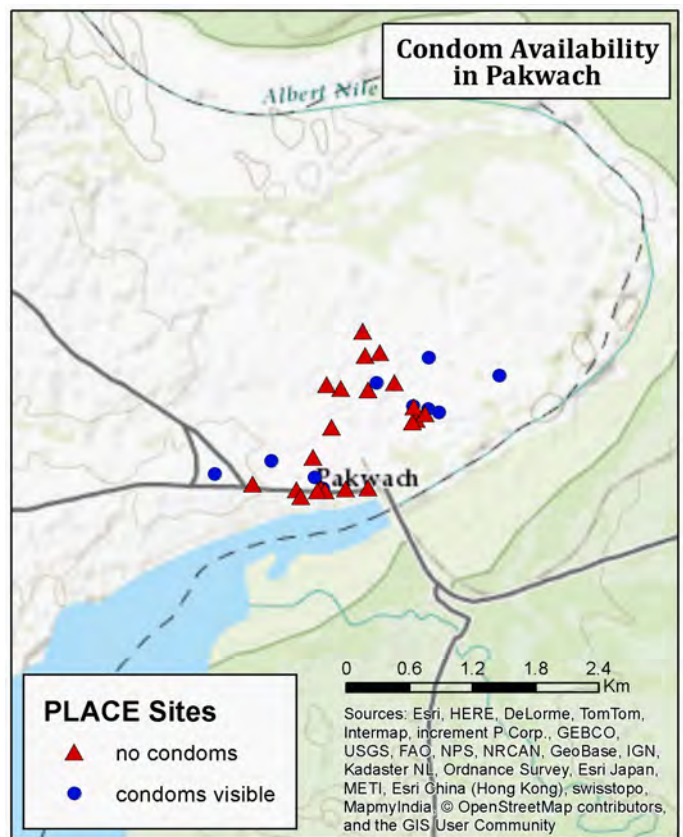 Condom Availability
in Pakwach
Albert Nile
Pakwach
0 0.6 1.2 1.8 2.4
Km
PLACE Sites
no condoms
condoms visible
Sources: Esri, HERE, DeLorme, TomTom,
Intermap, increment P Corp., GEBCO,
USGS, FAO, NPS, NRCAN, GeoBase, IGN,
Kadaster NL, Ordnance Survey, Esri Japan,
METI, Esri China (Hong Kong), swisstopo,
MapmyIndia, © OpenStreetMap contributors,
and the GIS User Community